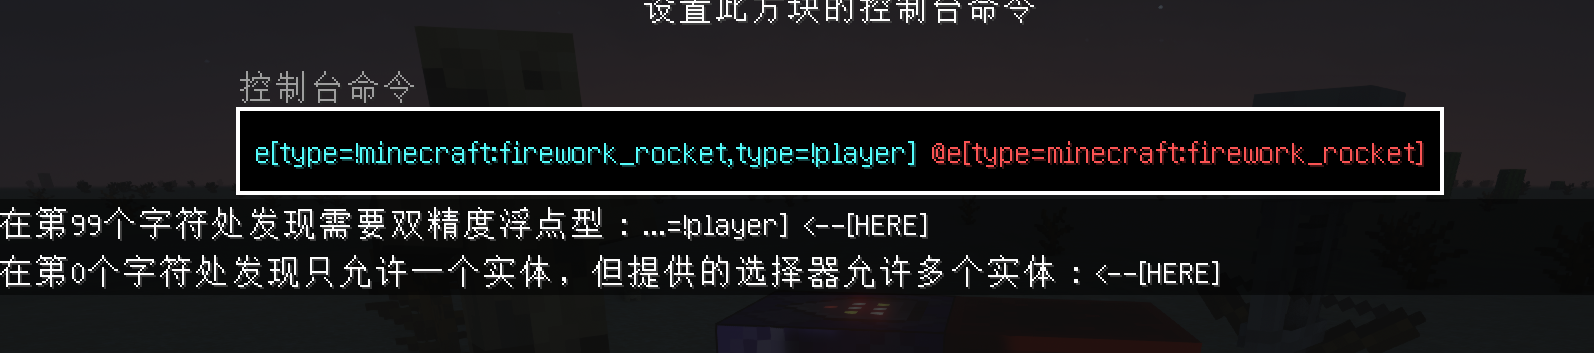 设置此方块的控制台命令
控制台命令
e[type=!minecraft:firework_rocket,type=!player] @e[type=minecraft:firework_rocket]
在第99个字符处发现需要双精度浮点型：...=!player] <--[HERE]
在第0个字符处发现只允许一个实体，但提供的选择器允许多个实体：<--[HERE]